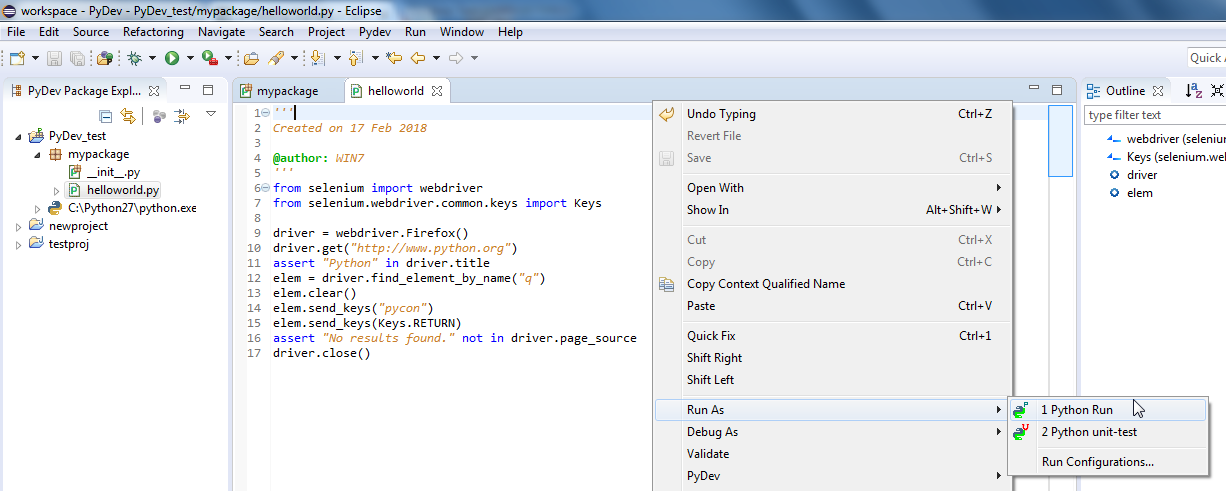 workspace - PyDev - PyDev_test/mypackage/helloworld.py - Eclipse
File Edit Source Refactoring Navigate Search Project Pydev Run Window Help
Quick
PyDev Package Expl...
PyDev_test
mypackage
__init__.py
helloworld.py
C:\Python27\python.exe
newproject
testproj
mypackage
helloworld
1 '''
2 Created on 17 Feb 2018
3
4 @author: WIN7
5 '''
6 from selenium import webdriver
7 from selenium.webdriver.common.keys import Keys
8
9 driver = webdriver.Firefox()
10 driver.get("http://www.python.org")
11 assert "Python" in driver.title
12 elem = driver.find_element_by_name("q")
13 elem.clear()
14 elem.send_keys("pycon")
15 elem.send_keys(Keys.RETURN)
16 assert "No results found." not in driver.page_source
17 driver.close()
Undo Typing Ctrl+Z
Revert File
Save Ctrl+S
Open With
Show In Alt+Shift+W
Cut Ctrl+X
Copy Ctrl+C
Copy Context Qualified Name
Paste Ctrl+V
Quick Fix Ctrl+1
Shift Right
Shift Left
Run As
Debug As
Validate
PyDev
1 Python Run
2 Python unit-test
Run Configurations...
Outline
type filter text
webdriver (seleniu
Keys (selenium.we
driver
elem